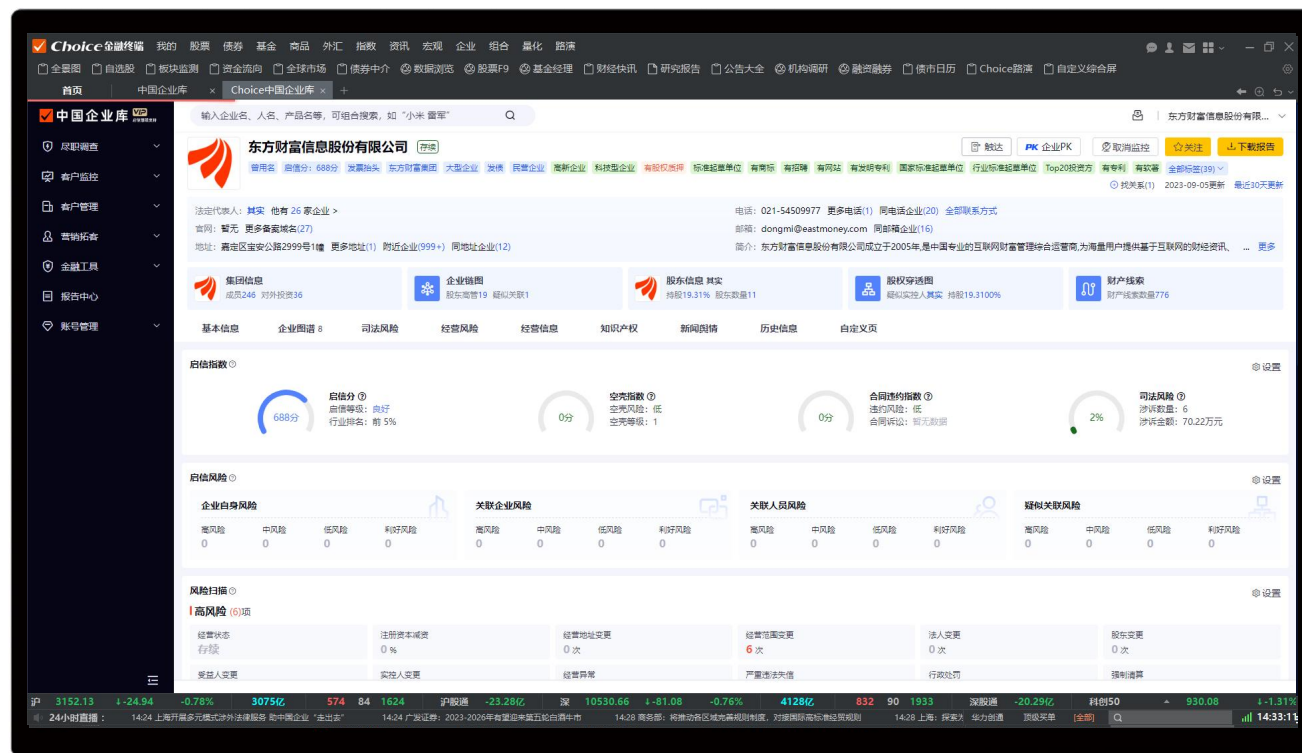 Choice金融终端 我的 股票 债券 基金 商品 外汇 指数 资讯 宏观 企业 组合 量化 路演
全景图 自选股 板块监测 资金流向 全球市场 债券中介 数据浏览 股票F9 基金经理 财经快讯 研究报告 公告大全 机构调研 融资融券 债市日历 Choice路演 自定义综合屏
首页 中国企业库 × Choice中国企业库 × +
中国企业库 VIP
输入企业名、人名、产品名等，可组合搜索，如 “小米 雷军”
东方财富信息股份有限...
尽职调查
客户监控
客户管理
营销拓客
金融工具
报告中心
账号管理
东方财富信息股份有限公司 存续
触达 PK 企业PK 取消监控 关注 下载报告
曾用名 启信分：688分 发票抬头 东方财富集团 大型企业 发债 民营企业 高新企业 科技型企业 有股权质押 标准起草单位 有商标 有招聘 有网站 有发明专利 国家标准起草单位 行业标准起草单位 Top20投资方 有专利 有软著 全部标签(39)
找关系(1) 2023-09-05更新 最近30天更新
法定代表人：其实 他有 26 家企业 >
电话：021-54509977 更多电话(1) 同电话企业(20) 全部联系方式
官网：暂无 更多备案域名(27)
邮箱：dongmi@eastmoney.com 同邮箱企业(16)
地址：嘉定区宝安公路2999号1幢 更多地址(1) 附近企业(999+) 同地址企业(12)
简介：东方财富信息股份有限公司成立于2005年,是中国专业的互联网财富管理综合运营商,为海量用户提供基于互联网的财经资讯、 ... 更多
集团信息
成员246 对外投资36
企业链图
股东高管19 疑似关联1
股东信息 其实
持股19.31% 股东数量11
股权穿透图
疑似实控人其实 持股19.3100%
财产线索
财产线索数量776
基本信息 企业图谱 8 司法风险 经营风险 经营信息 知识产权 新闻舆情 历史信息 自定义页
启信指数
设置
688分
启信分
启信等级：良好
行业排名：前 5%
0分
空壳指数
空壳风险：低
空壳等级：1
0分
合同违约指数
违约风险：低
合同诉讼：暂无数据
2%
司法风险
涉诉数量：6
涉诉金额：70.22万元
启信风险
设置
企业自身风险 关联企业风险 关联人员风险 疑似关联风险
高风险 中风险 低风险 利好风险 高风险 中风险 低风险 利好风险 高风险 中风险 低风险 利好风险 高风险 中风险 低风险 利好风险
0 0 0 0 0 0 0 0 0 0 0 0 0 0 0 0
风险扫描
设置
高风险 (6)项
经营状态 注册资本减资 经营地址变更 经营范围变更 法人变更 股东变更
存续 0 % 0 次 6 次 0 次 0 次
受益人变更 实控人变更 经营异常 严重违法失信 行政处罚 强制清算
沪 3152.13 ↓-24.94 -0.78% 3075亿 574 84 1624 沪股通 -23.28亿 深 10530.66 ↓-81.08 -0.76% 4128亿 832 90 1933 深股通 -20.29亿 科创50 930.08 ↓-1.31%
24小时直播： 14:24 上海开展多元模式涉外法律服务 助中国企业 “走出去” 14:24 广发证券：2023-2026年有望迎来第五轮白酒牛市 14:28 商务部：将推动各区域完善规则制度，对接国际高标准经贸规则 14:28 上海：探索为 华力创通 顶级买单 [全部] 14:33:11